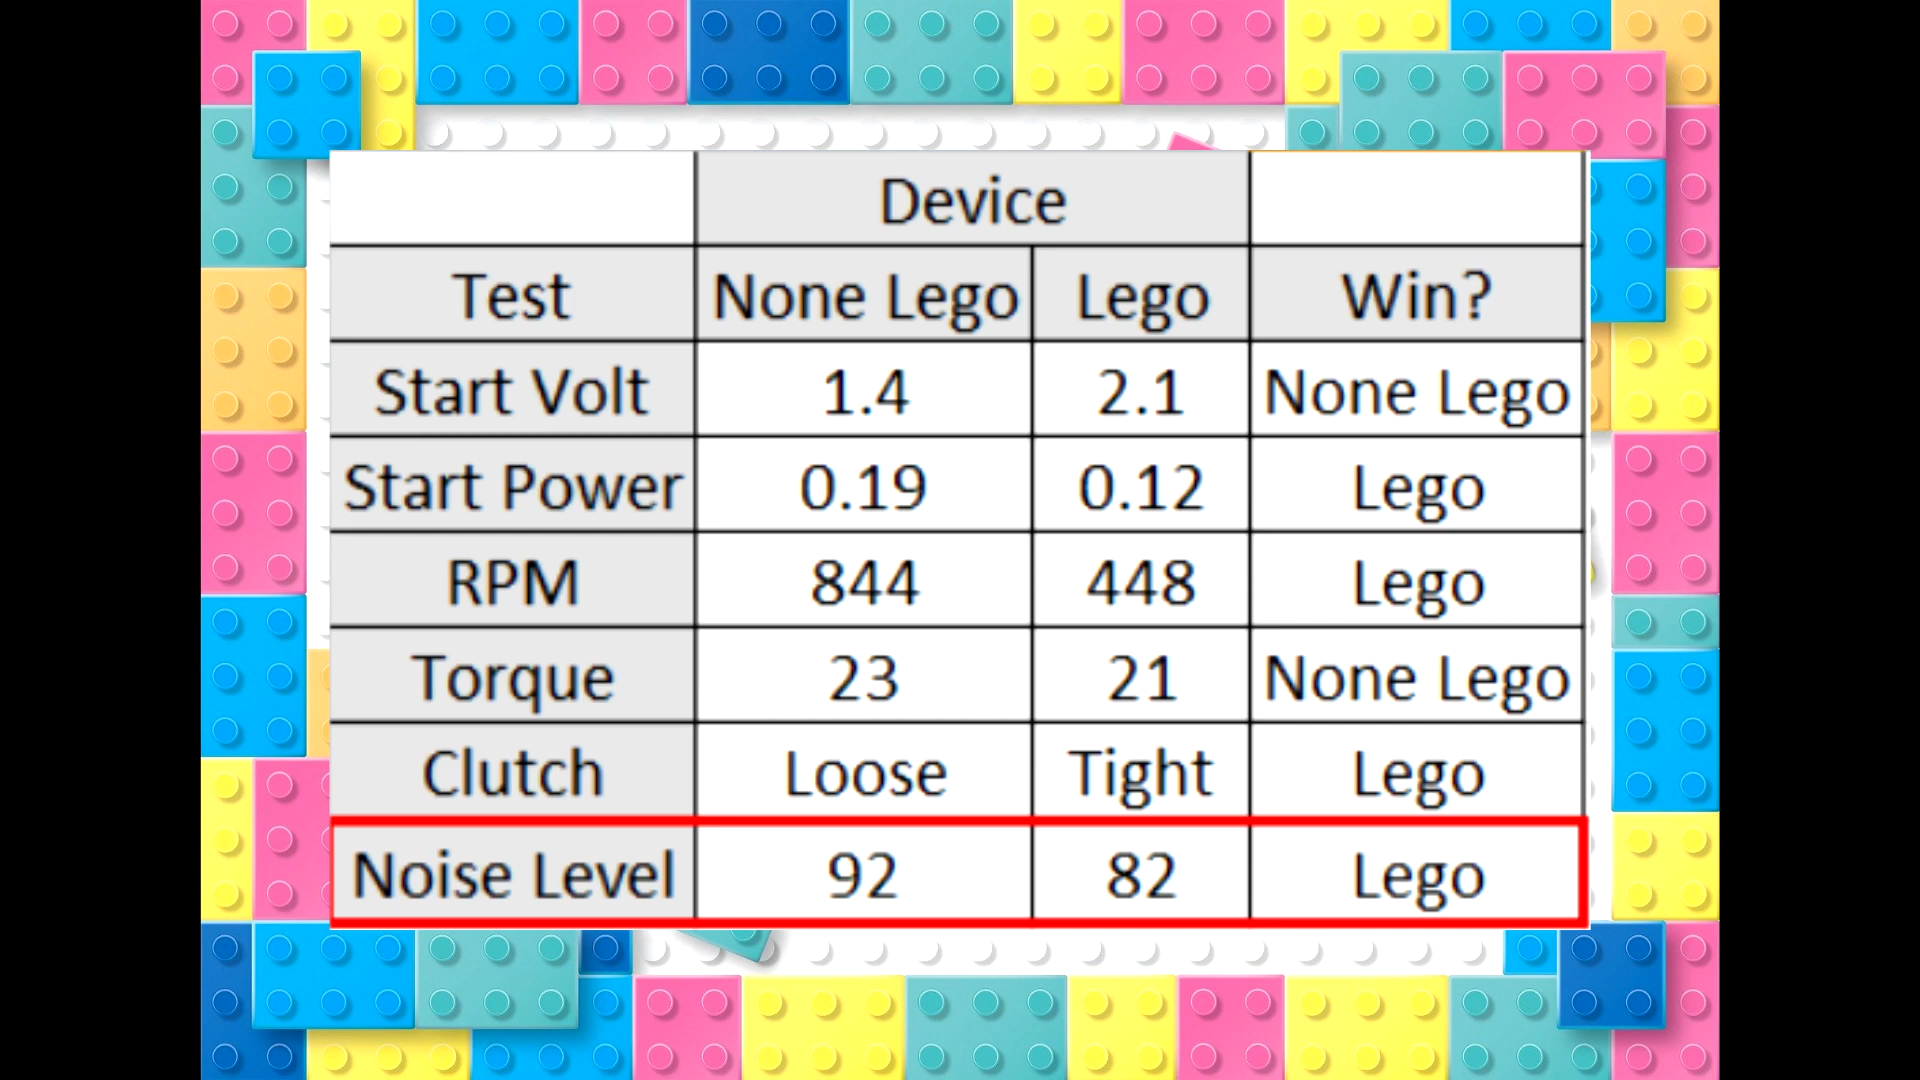 Device
Test None Lego Lego Win?
Start Volt 1.4 2.1 None Lego
Start Power 0.19 0.12 Lego
RPM 844 448 Lego
Torque 23 21 None Lego
Clutch Loose Tight Lego
Noise Level 92 82 Lego